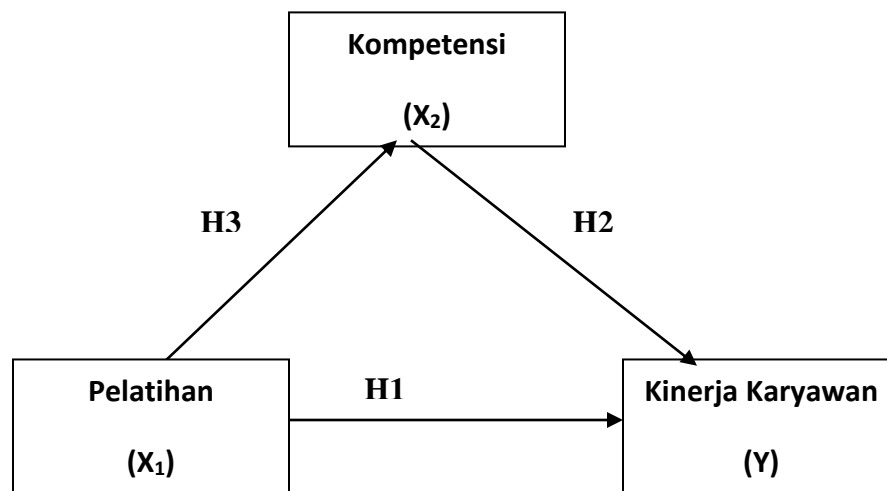 Kompetensi
(X₂)
H3
H2
Pelatihan
(X₁)
H1
Kinerja Karyawan
(Y)